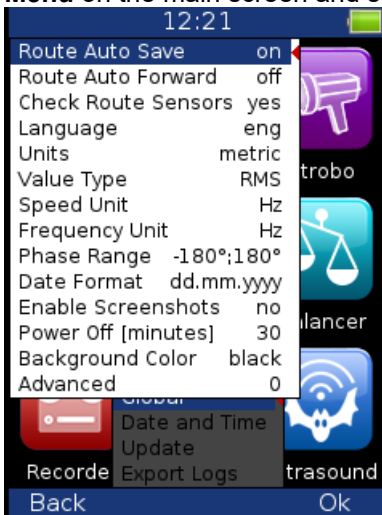 Menu on the main screen and s
12:21
Route Auto Save on
Route Auto Forward off
Check Route Sensors yes
Language eng
Units metric
Value Type RMS
Speed Unit Hz
Frequency Unit Hz
Phase Range -180°;180°
Date Format dd.mm.yyyy
Enable Screenshots no
Power Off [minutes] 30
Background Color black
Advanced 0
trobo
lancer
Global
Date and Time
Update
Export Logs
Recorde
trasound
Back Ok